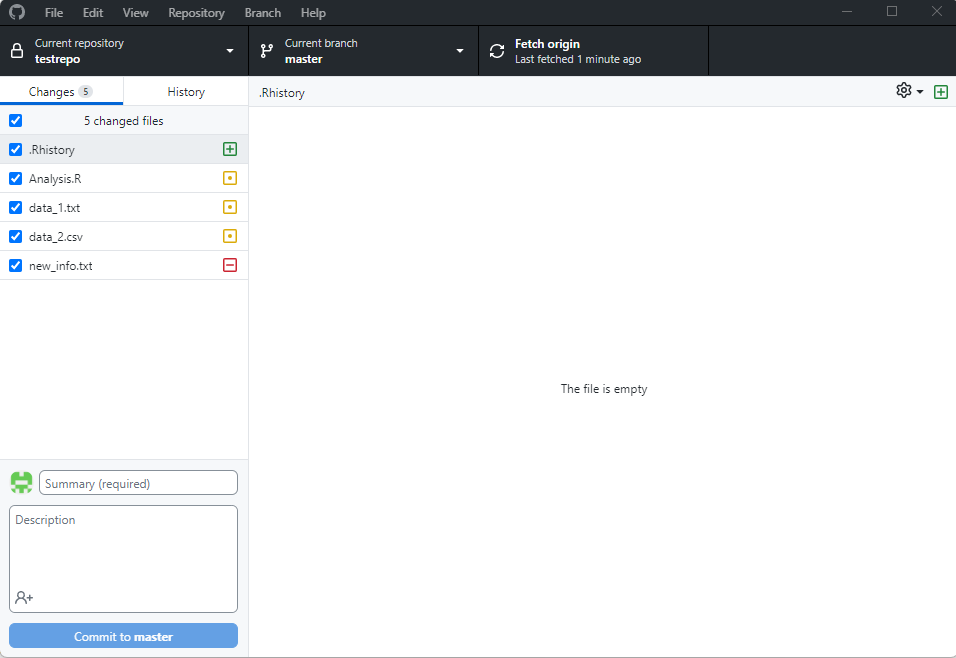 File Edit View Repository Branch Help
Current repository
testrepo
Current branch
master
Fetch origin
Last fetched 1 minute ago
Changes 5
History
.Rhistory
5 changed files
.Rhistory
Analysis.R
data_1.txt
data_2.csv
new_info.txt
The file is empty
Summary (required)
Description
Commit to master